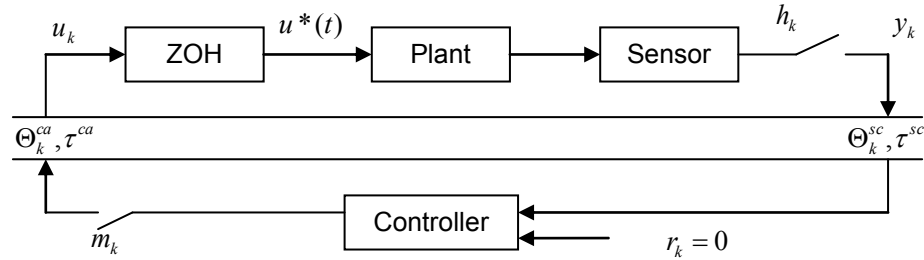 u_k
ZOH
u*(t)
Plant
Sensor
h_k
y_k
Θ_k^{ca}, τ^{ca}
Θ_k^{sc}, τ^{sc}
Controller
m_k
r_k = 0